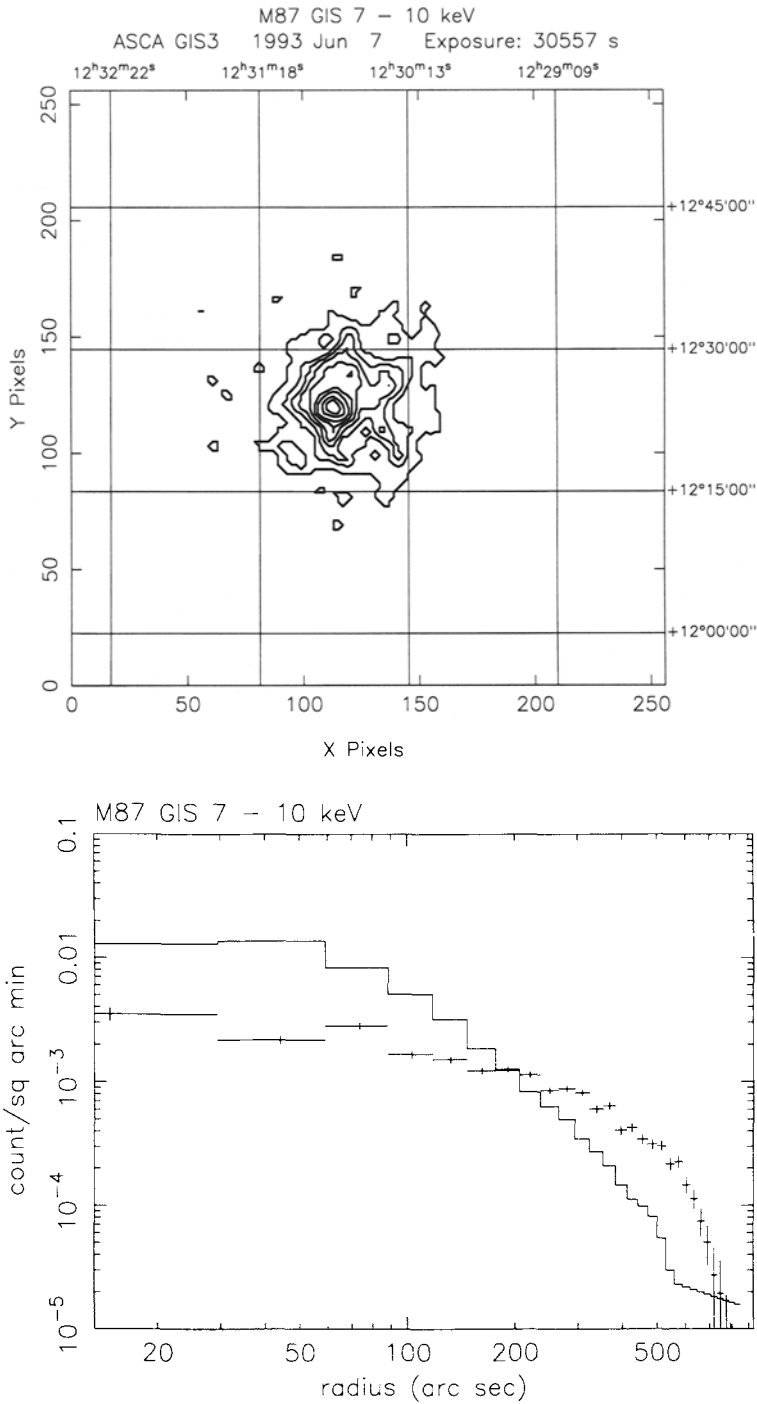 M87 GIS 7 – 10 keV
ASCA GIS3 1993 Jun 7 Exposure: 30557 s
12ʰ32ᵐ22ˢ 12ʰ31ᵐ18ˢ 12ʰ30ᵐ13ˢ 12ʰ29ᵐ09ˢ
250
200
150
100
50
0
Y Pixels
+12°45'00"
+12°30'00"
+12°15'00"
+12°00'00"
0 50 100 150 200 250
X Pixels
M87 GIS 7 – 10 keV
0.1
0.01
10⁻³
10⁻⁴
10⁻⁵
count/sq arc min
20 50 100 200 500
radius (arc sec)